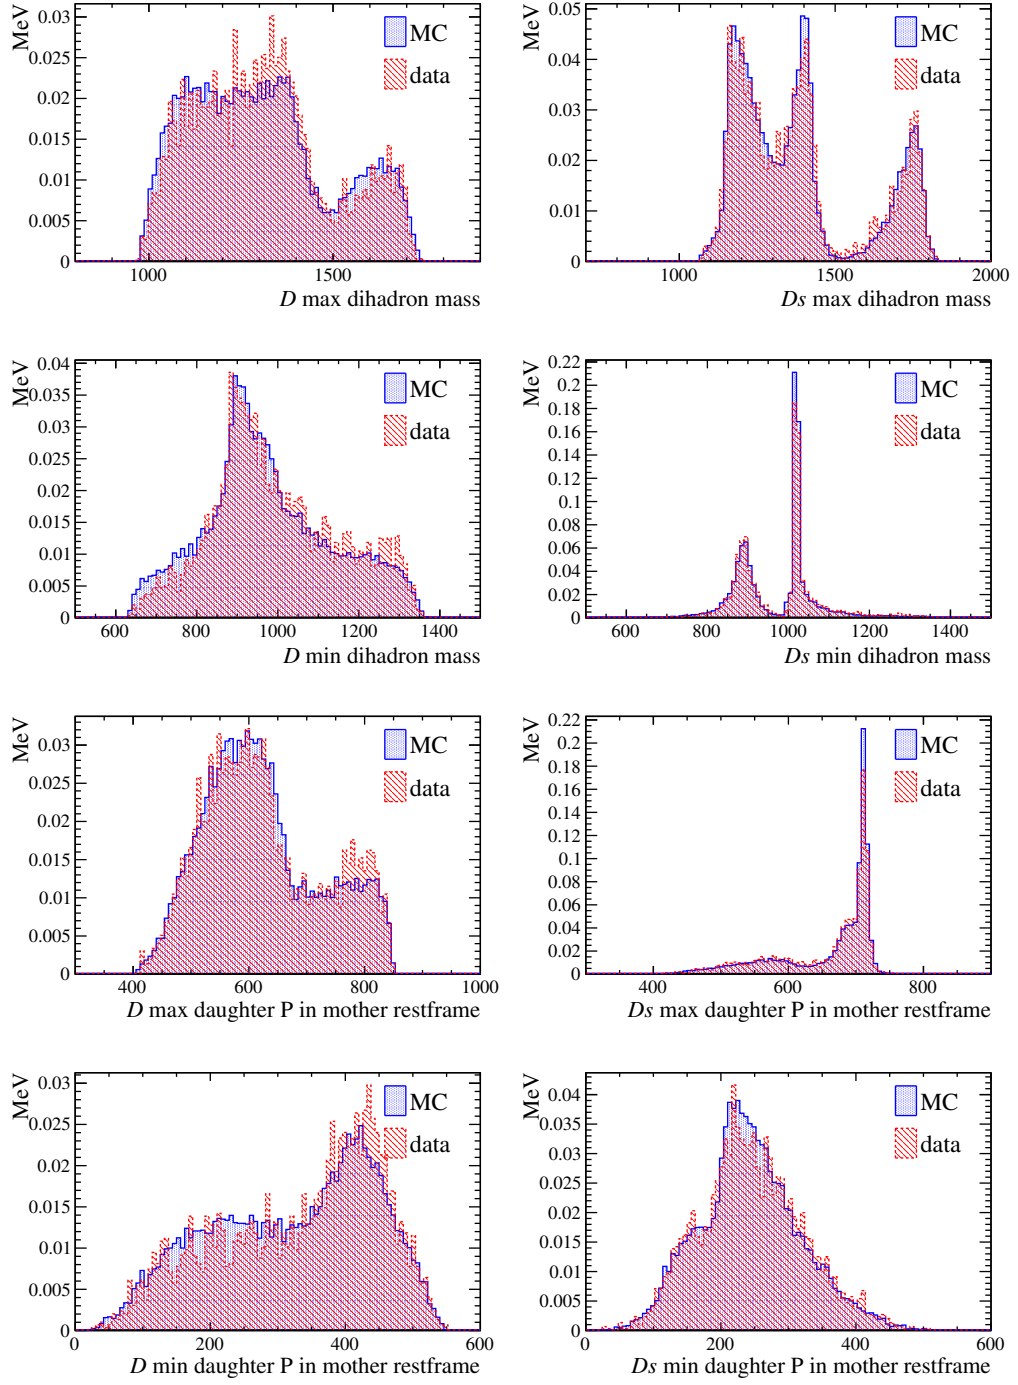 MeV
0.03
0.025
0.02
0.015
0.01
0.005
0
MC
data
1000 1500
D max dihadron mass
MeV
0.05
0.04
0.03
0.02
0.01
0
MC
data
1000 1500 2000
Ds max dihadron mass
MeV
0.04
0.035
0.03
0.025
0.02
0.015
0.01
0.005
0
MC
data
600 800 1000 1200 1400
D min dihadron mass
MeV
0.22
0.2
0.18
0.16
0.14
0.12
0.1
0.08
0.06
0.04
0.02
0
MC
data
600 800 1000 1200 1400
Ds min dihadron mass
MeV
0.03
0.025
0.02
0.015
0.01
0.005
0
MC
data
400 600 800 1000
D max daughter P in mother restframe
MeV
0.22
0.2
0.18
0.16
0.14
0.12
0.1
0.08
0.06
0.04
0.02
0
MC
data
400 600 800
Ds max daughter P in mother restframe
MeV
0.03
0.025
0.02
0.015
0.01
0.005
0
MC
data
0 200 400 600
D min daughter P in mother restframe
MeV
0.04
0.035
0.03
0.025
0.02
0.015
0.01
0.005
0
MC
data
0 200 400 600
Ds min daughter P in mother restframe